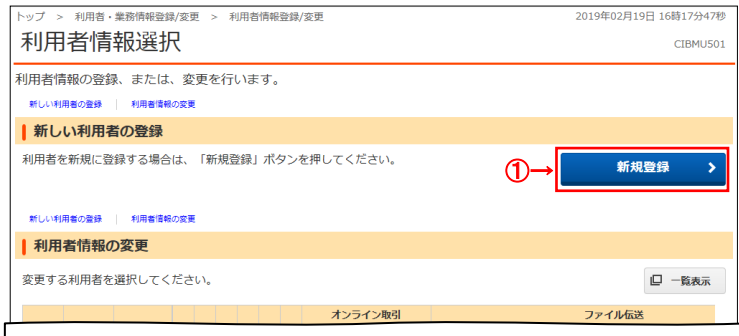 トップ > 利用者・業務情報登録/変更 > 利用者情報登録/変更 2019年02月19日 16時17分47秒
利用者情報選択 CIBMU501
利用者情報の登録、または、変更を行います。
新しい利用者の登録 | 利用者情報の変更
新しい利用者の登録
利用者を新規に登録する場合は、「新規登録」ボタンを押してください。
①→ 新規登録 >
新しい利用者の登録 | 利用者情報の変更
利用者情報の変更
変更する利用者を選択してください。 一覧表示
オンライン取引 ファイル伝送